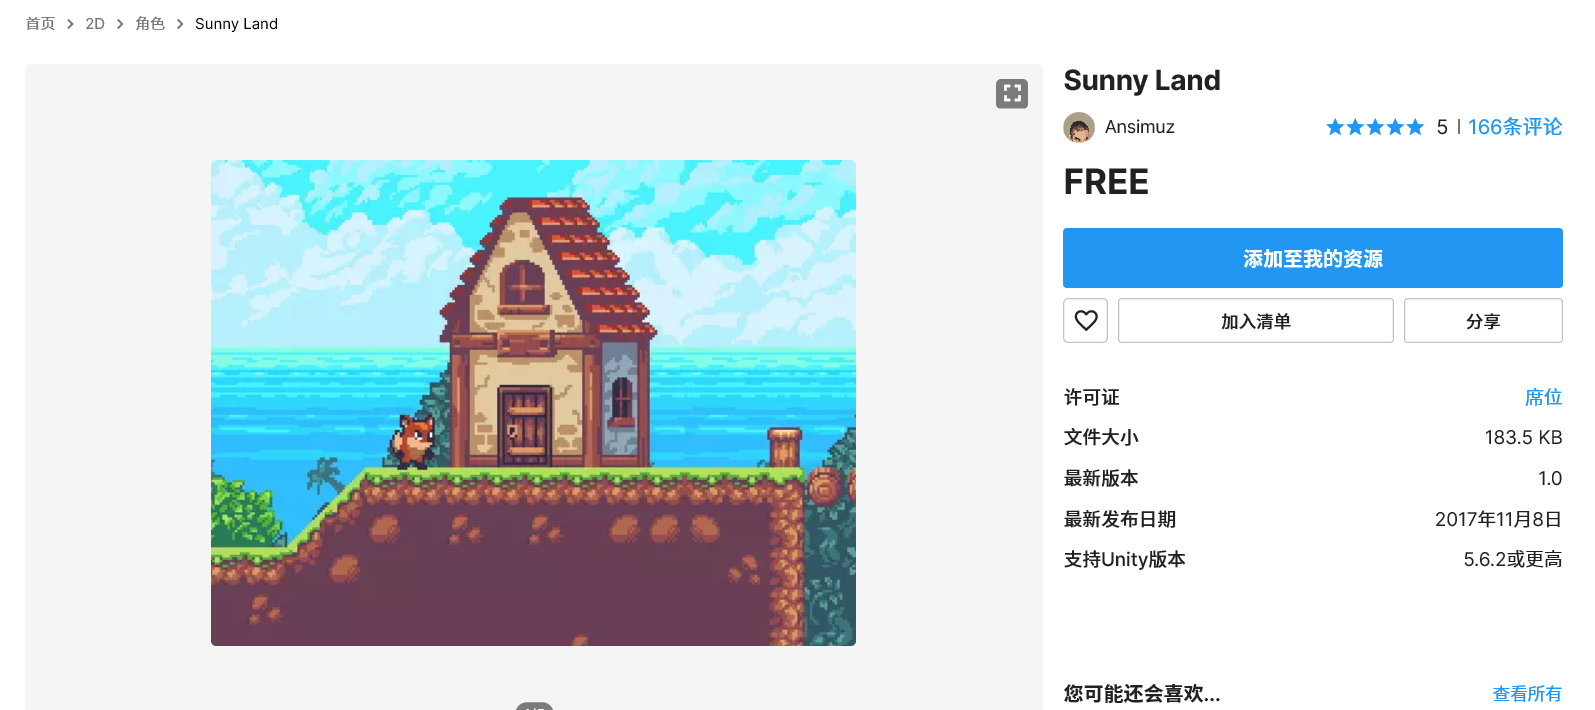 首页 > 2D > 角色 > Sunny Land
Sunny Land
Ansimuz
5 | 166条评论
FREE
添加至我的资源
加入清单
分享
许可证 席位
文件大小 183.5 KB
最新版本 1.0
最新发布日期 2017年11月8日
支持Unity版本 5.6.2或更高
您可能还会喜欢... 查看所有